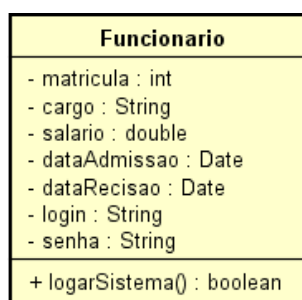 Funcionario
- matricula : int
- cargo : String
- salario : double
- dataAdmissao : Date
- dataRecisao : Date
- login : String
- senha : String
+ logarSistema() : boolean